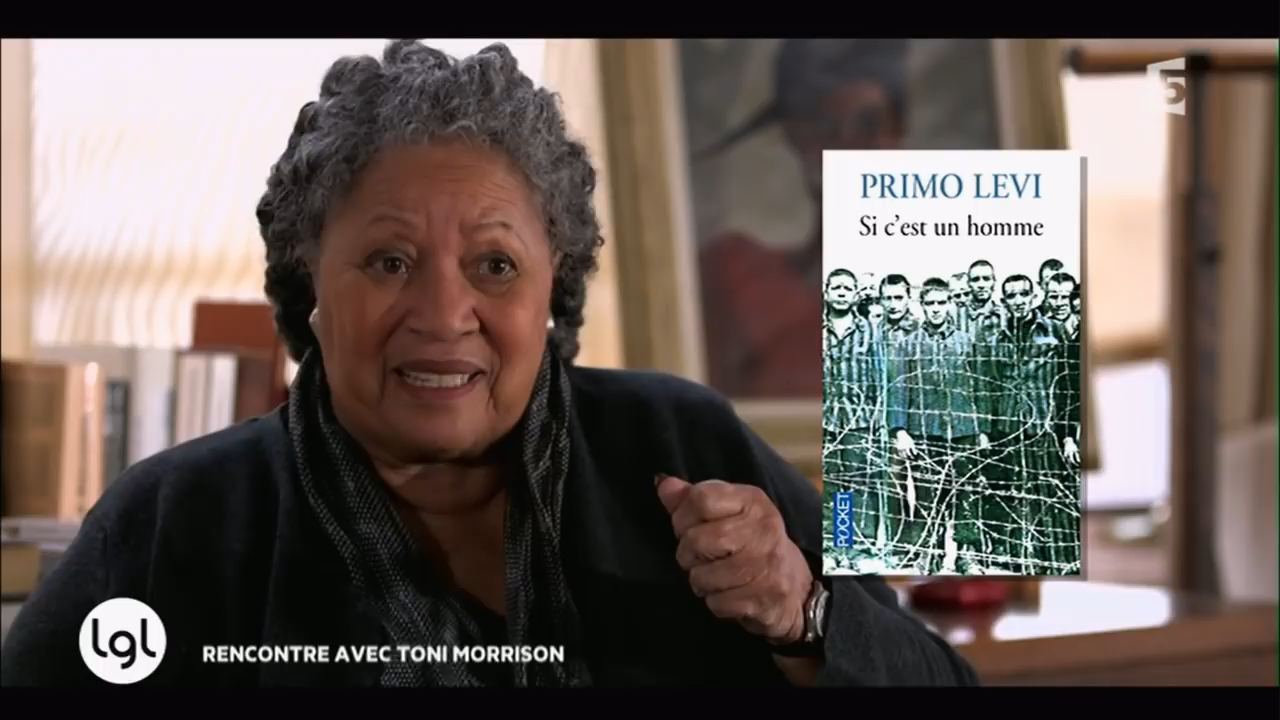 5
PRIMO LEVI
Si c'est un homme
POCKET
lgl
RENCONTRE AVEC TONI MORRISON